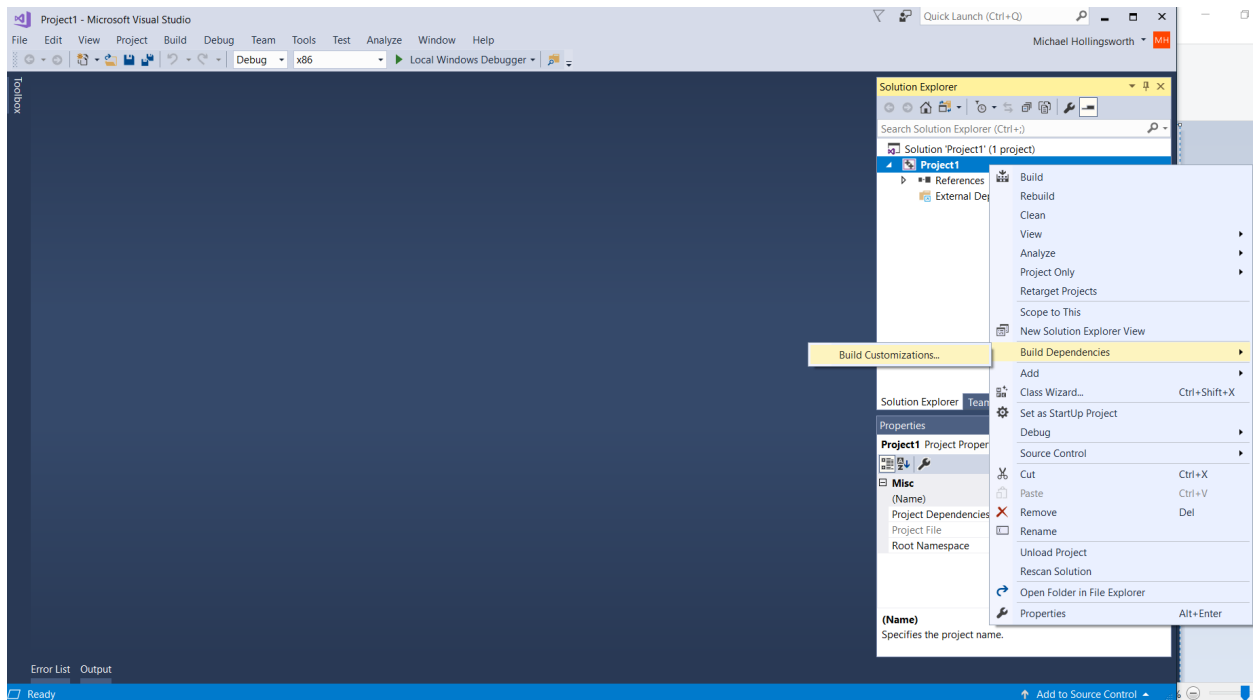 Project1 - Microsoft Visual Studio
Quick Launch (Ctrl+Q)
File Edit View Project Build Debug Team Tools Test Analyze Window Help
Michael Hollingsworth MH
Debug x86 Local Windows Debugger
Toolbox
Solution Explorer
Search Solution Explorer (Ctrl+;)
Solution 'Project1' (1 project)
Project1
References
External Dep
Build
Rebuild
Clean
View
Analyze
Project Only
Retarget Projects
Scope to This
New Solution Explorer View
Build Dependencies
Build Customizations...
Add
Class Wizard... Ctrl+Shift+X
Set as StartUp Project
Debug
Source Control
Cut Ctrl+X
Paste Ctrl+V
Remove Del
Rename
Unload Project
Rescan Solution
Open Folder in File Explorer
Properties Alt+Enter
Solution Explorer Team
Properties
Project1 Project Proper
Misc
(Name)
Project Dependencies
Project File
Root Namespace
(Name)
Specifies the project name.
Error List Output
Ready
Add to Source Control
%